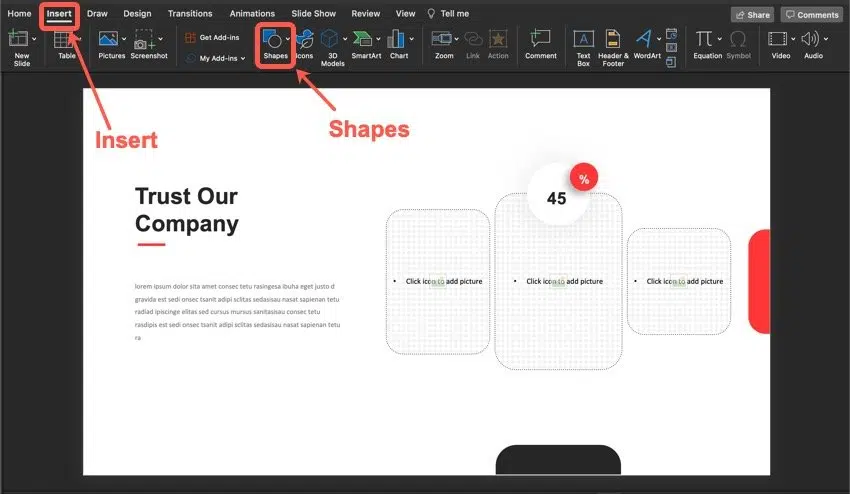 Home Insert Draw Design Transitions Animations Slide Show Review View Tell me Share Comments
New Slide
Table
Pictures
Screenshot
Get Add-ins
My Add-ins
Shapes
Icons
3D Models
SmartArt
Chart
Zoom
Link
Action
Comment
Text Box
Header & Footer
WordArt
Equation
Symbol
Video
Audio
Insert
Shapes
Trust Our
Company
45
%
• Click icon to add picture
• Click icon to add picture
• Click icon to add picture
lorem ipsum dolor sita amet consec tetu rasingesa ibuha eget justo d
gravida est sedi onsec tsanit adipi sclitas sedasisau nasat sapienan tetu
radiad ipiscinge elitas sed cursus mursus sanitasisau consec tetu
rasdipis est sedi onsec tsanit adipi sclitas sedasisau nasat sapienan tetu
ra